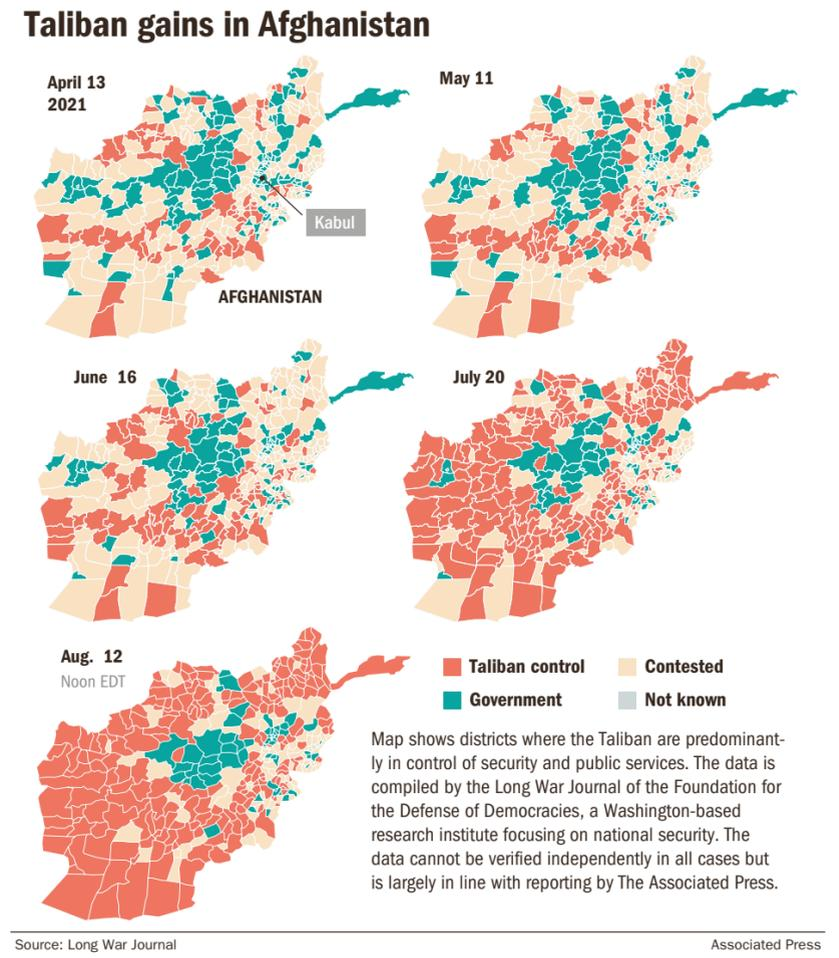 Taliban gains in Afghanistan
April 13
2021
May 11
Kabul
AFGHANISTAN
June 16
July 20
Aug. 12
Noon EDT
Taliban control
Contested
Government
Not known
Map shows districts where the Taliban are predominant-
ly in control of security and public services. The data is
compiled by the Long War Journal of the Foundation for
the Defense of Democracies, a Washington-based
research institute focusing on national security. The
data cannot be verified independently in all cases but
is largely in line with reporting by The Associated Press.
Source: Long War Journal
Associated Press